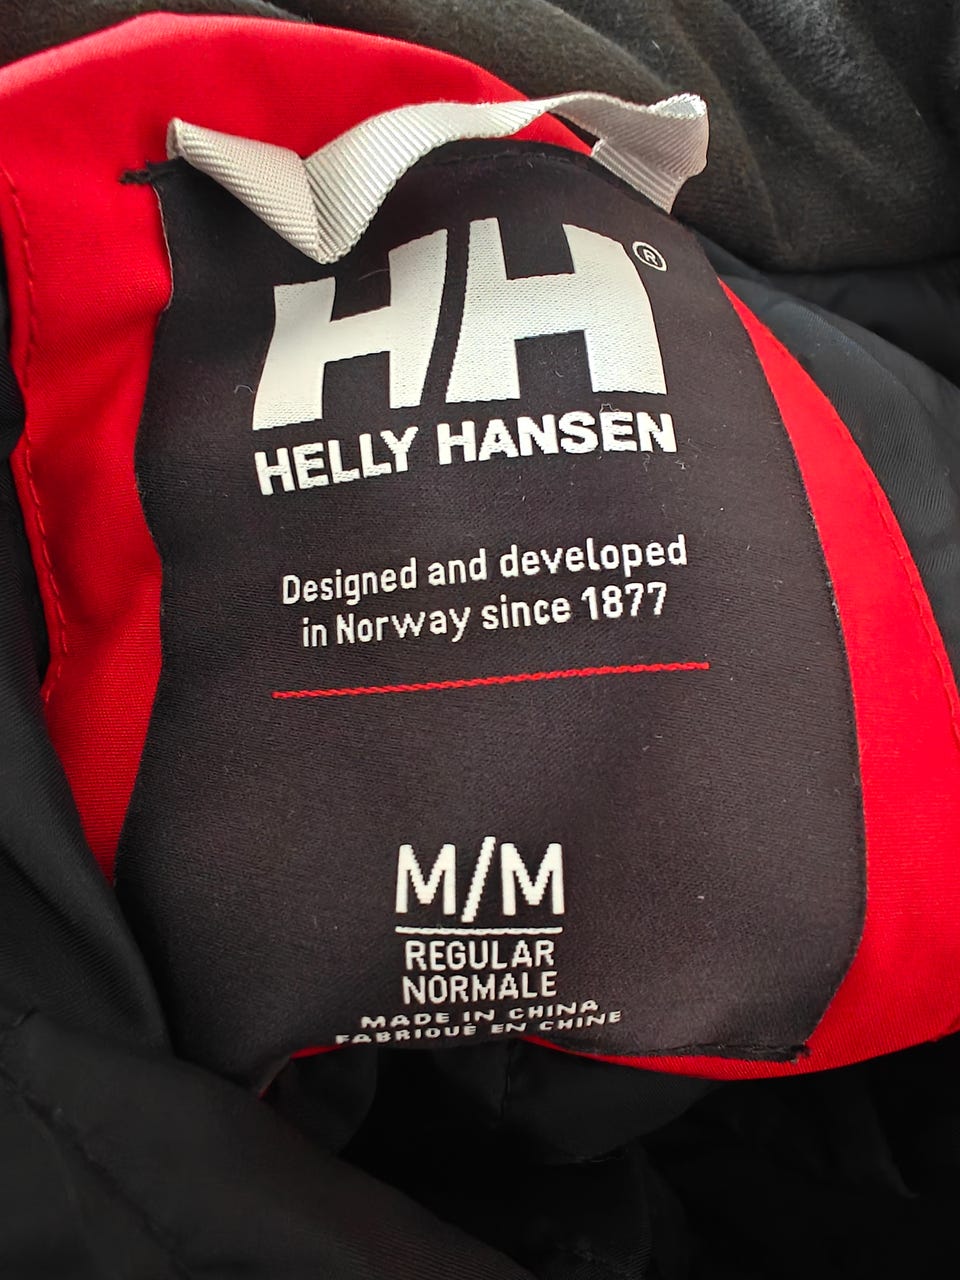 HH®
HELLY HANSEN
Designed and developed
in Norway since 1877
M/M
REGULAR
NORMALE
MADE IN CHINA
FABRIQUÉ EN CHINE